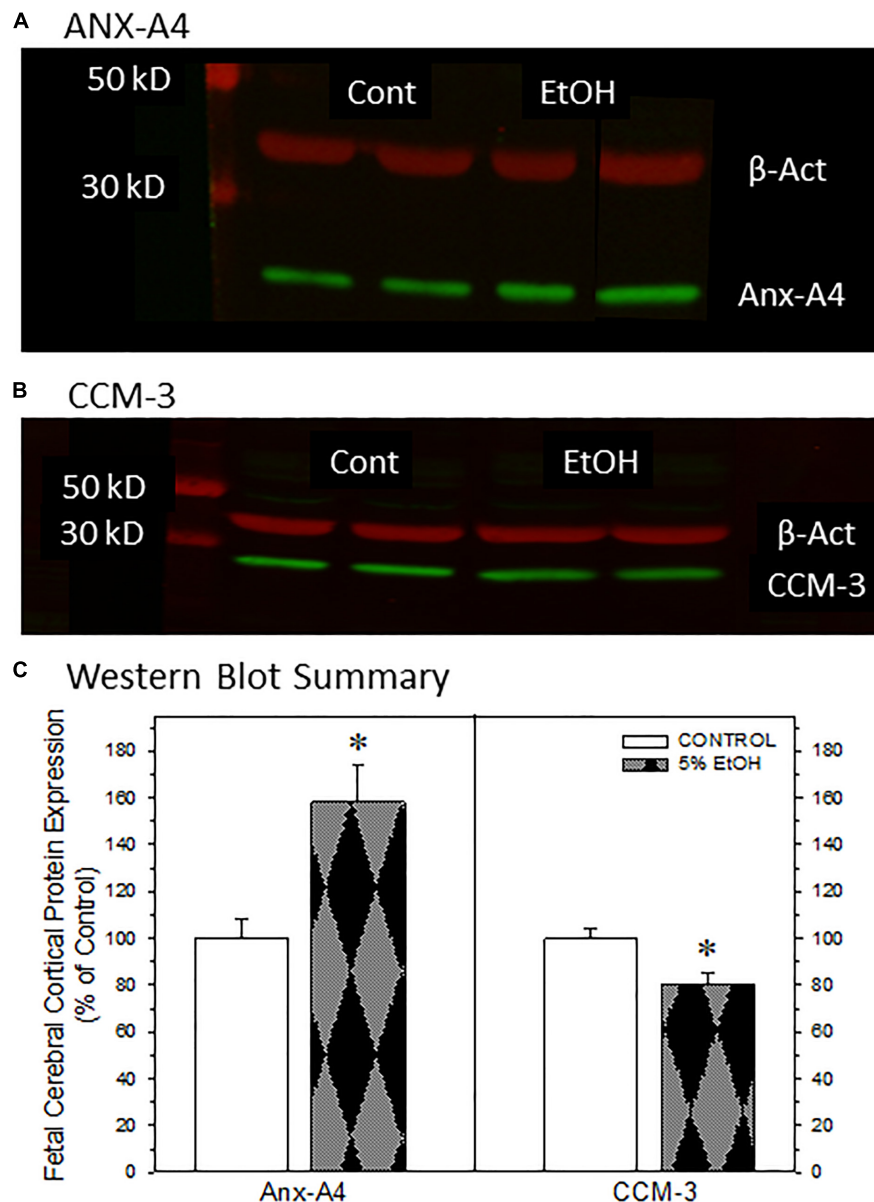 A ANX-A4
50 kD
Cont EtOH
30 kD
β-Act
Anx-A4
B CCM-3
Cont EtOH
50 kD
30 kD
β-Act
CCM-3
C Western Blot Summary
Fetal Cerebral Cortical Protein Expression
(% of Control)
180
160
140
120
100
80
60
40
20
0
*
*
CONTROL
5% EtOH
180
160
140
120
100
80
60
40
20
0
Anx-A4 CCM-3